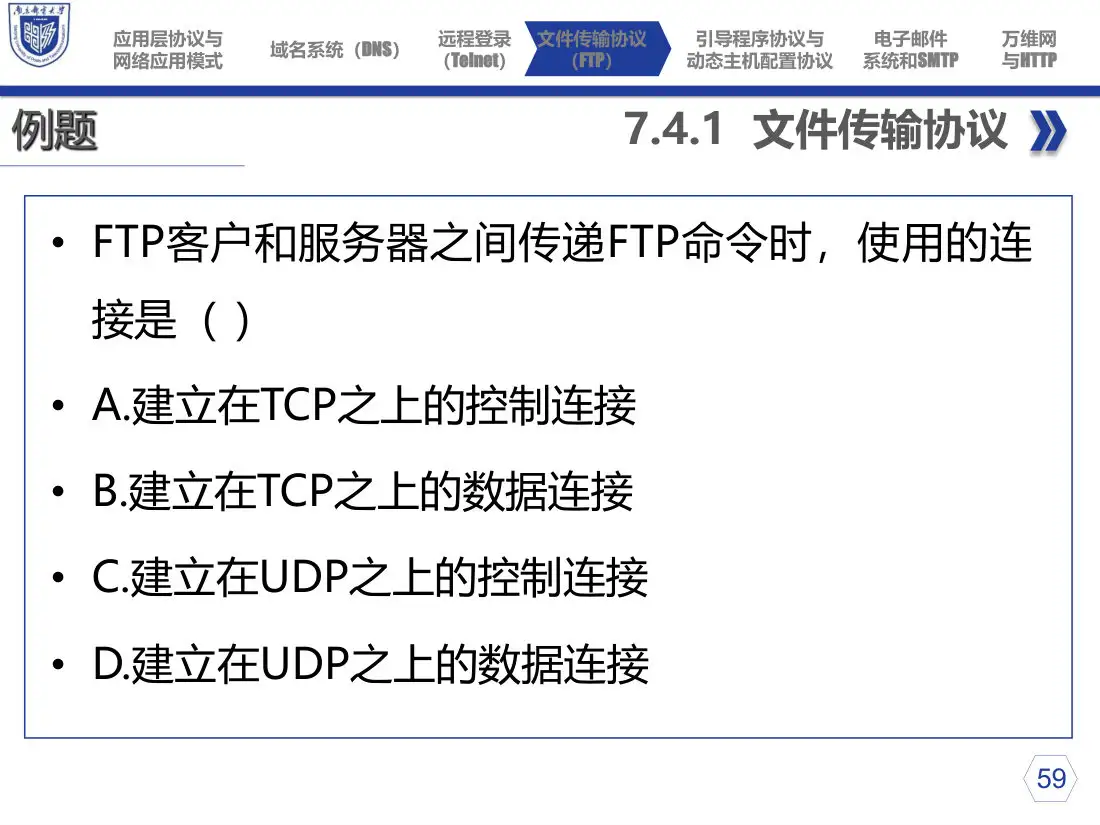 南京邮电大学
应用层协议与
网络应用模式
域名系统（DNS）
远程登录
（Telnet）
文件传输协议
（FTP）
引导程序协议与
动态主机配置协议
电子邮件
系统和SMTP
万维网
与HTTP
例题
7.4.1 文件传输协议
• FTP客户和服务器之间传递FTP命令时，使用的连
接是（ ）
• A.建立在TCP之上的控制连接
• B.建立在TCP之上的数据连接
• C.建立在UDP之上的控制连接
• D.建立在UDP之上的数据连接
59